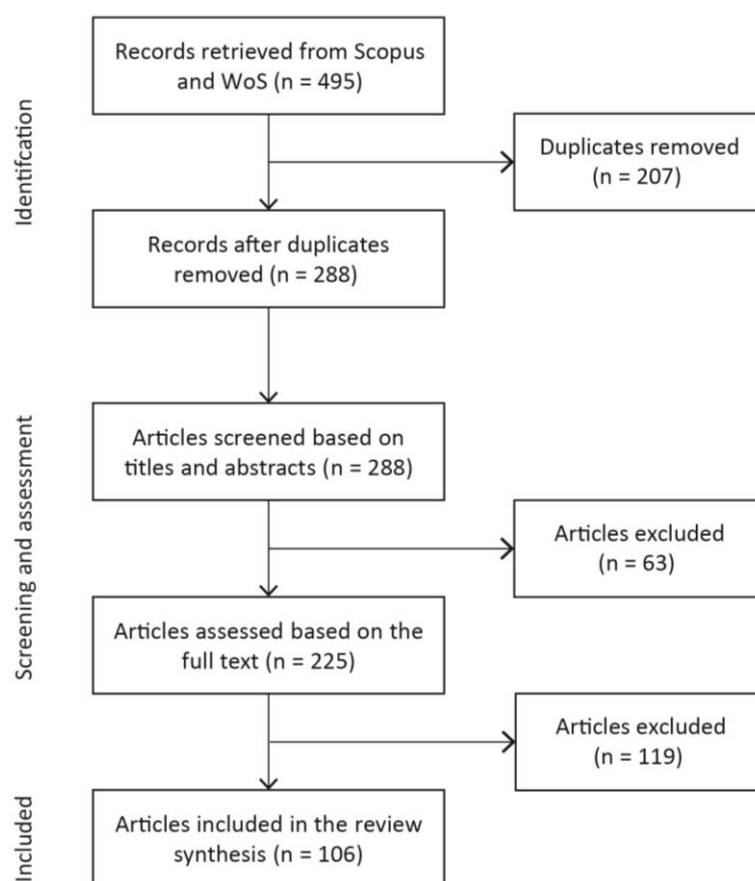 Identifcation
Records retrieved from Scopus
and WoS (n = 495)
Duplicates removed
(n = 207)
Records after duplicates
removed (n = 288)
Screening and assessment
Articles screened based on
titles and abstracts (n = 288)
Articles excluded
(n = 63)
Articles assessed based on the
full text (n = 225)
Articles excluded
(n = 119)
Included
Articles included in the review
synthesis (n = 106)